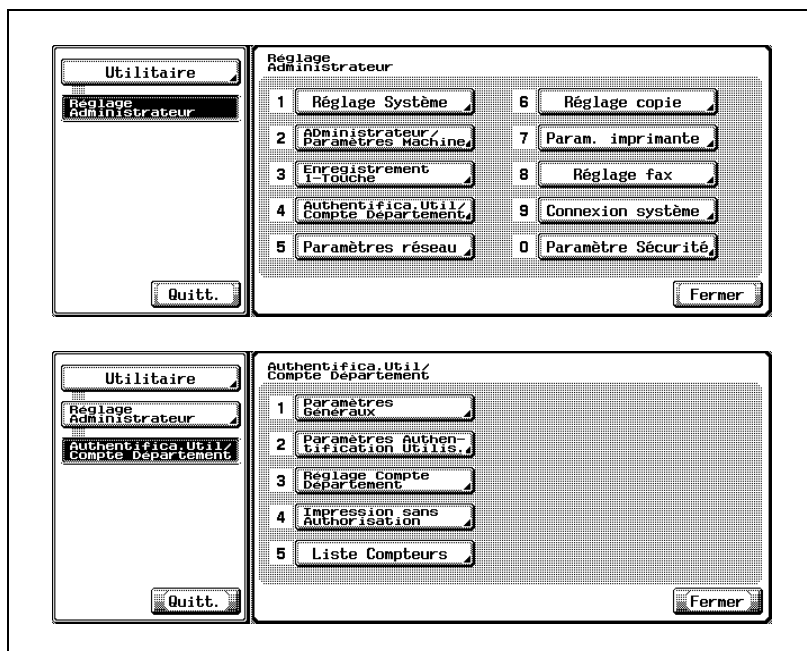 Utilitaire
Réglage
Administrateur
Quitt.
Réglage
Administrateur
1 Réglage Système
2 ADministrateur/
Paramètres Machine
3 Enregistrement
1-Touche
4 Authentifica.Util/
Compte Département
5 Paramètres réseau
6 Réglage copie
7 Param. imprimante
8 Réglage fax
9 Connexion système
0 Paramètre Sécurité
Fermer
Utilitaire
Réglage
Administrateur
Authentifica.Util/
Compte Département
Quitt.
Authentifica.Util/
Compte Département
1 Paramètres
Généraux
2 Paramètres Authen-
tification Utilis.
3 Réglage Compte
Département
4 Impression sans
Authorisation
5 Liste Compteurs
Fermer